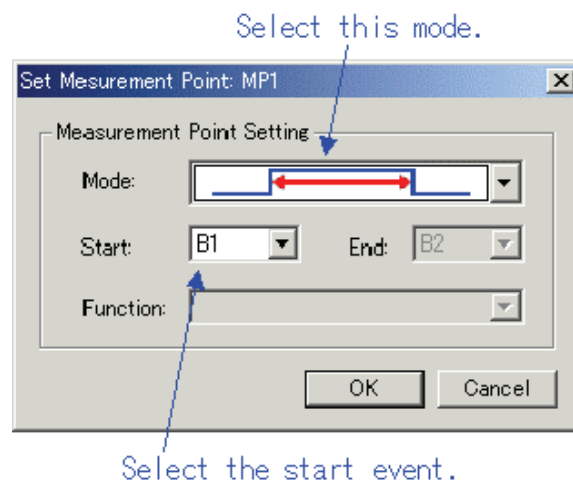 Select this mode.
Set Mesurement Point: MP1
Measurement Point Setting
Mode:
Start: B1 End: B2
Function:
OK Cancel
Select the start event.